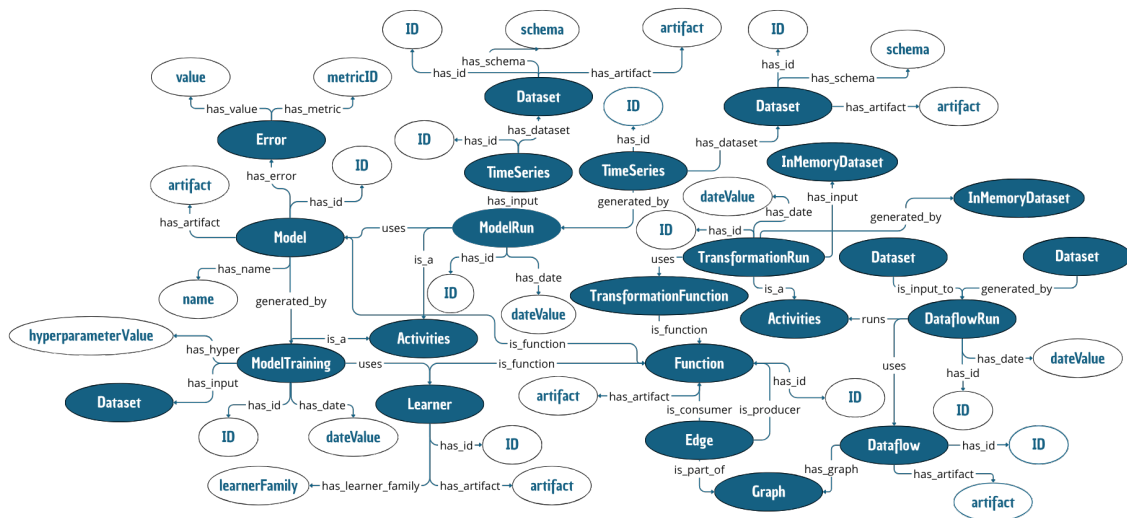 ID
schema
artifact
ID
schema
has_schema
has_id
has_artifact
has_id
has_schema
value
metricID
has_value
has_metric
Dataset
ID
Dataset
has_artifact
artifact
Error
ID
has_id
has_dataset
has_id
has_dataset
has_error
ID
TimeSeries
TimeSeries
InMemoryDataset
artifact
has_id
has_input
generated_by
dateValue
has_input
InMemoryDataset
has_artifact
uses
ModelRun
ID
has_date
has_id
generated_by
Model
is_a
has_id
has_date
uses
TransformationRun
Dataset
Dataset
has_name
name
generated_by
ID
dateValue
TransformationFunction
is_a
is_input_to
generated_by
hyperparameterValue
is_a
Activities
is_function
is_function
Activities
runs
DataflowRun
has_hyper
ModelTraining
uses
is_function
Function
uses
has_date
dateValue
has_input
Dataset
has_id
has_date
Learner
artifact
has_artifact
is_consumer
is_producer
has_id
ID
has_id
ID
ID
dateValue
has_id
ID
Edge
Dataflow
has_id
ID
is_part_of
has_graph
has_artifact
learnerFamily
has_learner_family
has_artifact
artifact
Graph
artifact